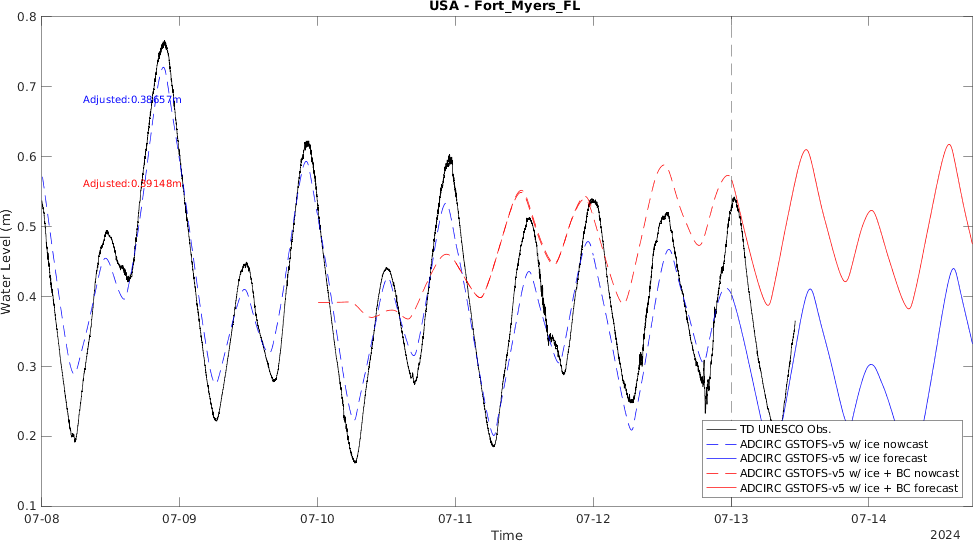 USA - Fort_Myers_FL
0.8
0.7
0.6
0.5
0.4
0.3
0.2
0.1
Water Level (m)
Adjusted:0.38657m
Adjusted:0.39148m
TD UNESCO Obs.
ADCIRC GSTOFS-v5 w/ ice nowcast
ADCIRC GSTOFS-v5 w/ ice forecast
ADCIRC GSTOFS-v5 w/ ice + BC nowcast
ADCIRC GSTOFS-v5 w/ ice + BC forecast
07-08 07-09 07-10 07-11 07-12 07-13 07-14
Time
2024